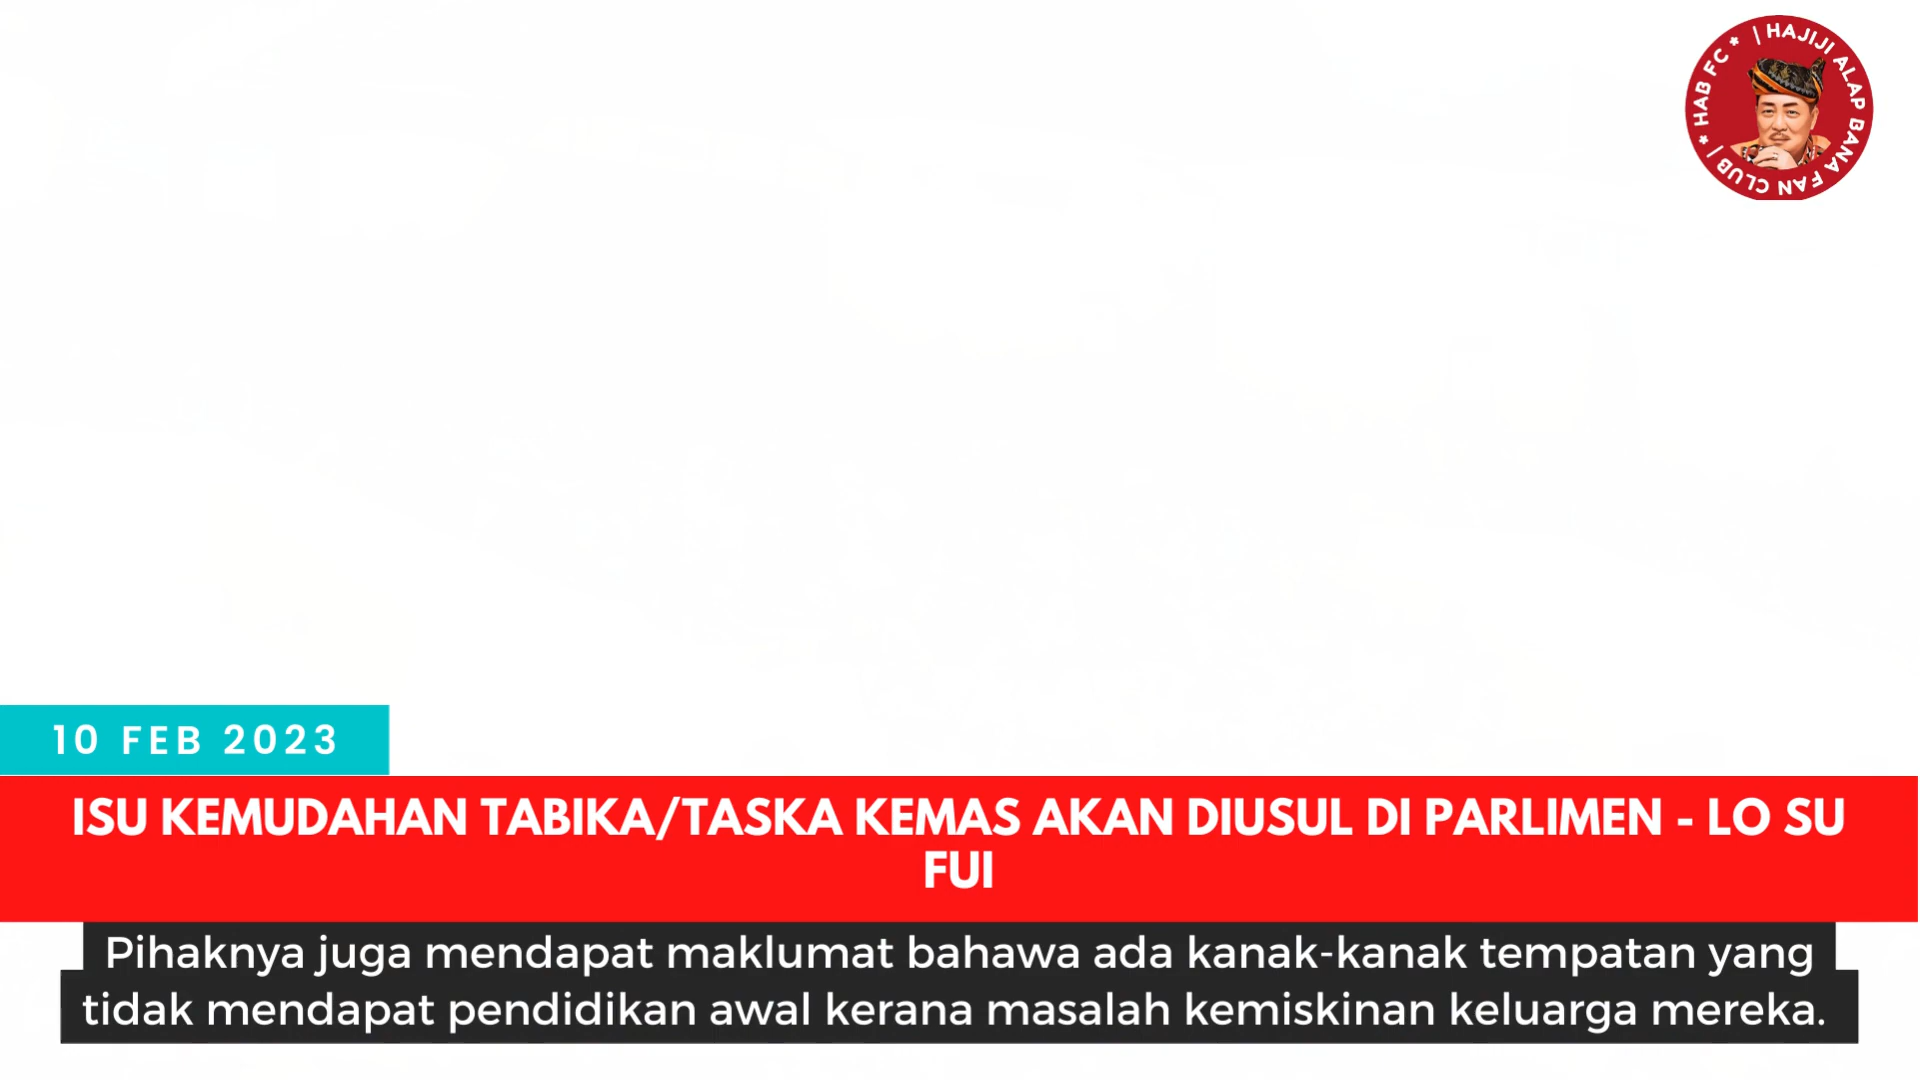 | HAJIJI ALAP BANA FAN CLUB | * HAB FC *
10 FEB 2023
ISU KEMUDAHAN TABIKA/TASKA KEMAS AKAN DIUSUL DI PARLIMEN - LO SU
FUI
Pihaknya juga mendapat maklumat bahawa ada kanak-kanak tempatan yang
tidak mendapat pendidikan awal kerana masalah kemiskinan keluarga mereka.